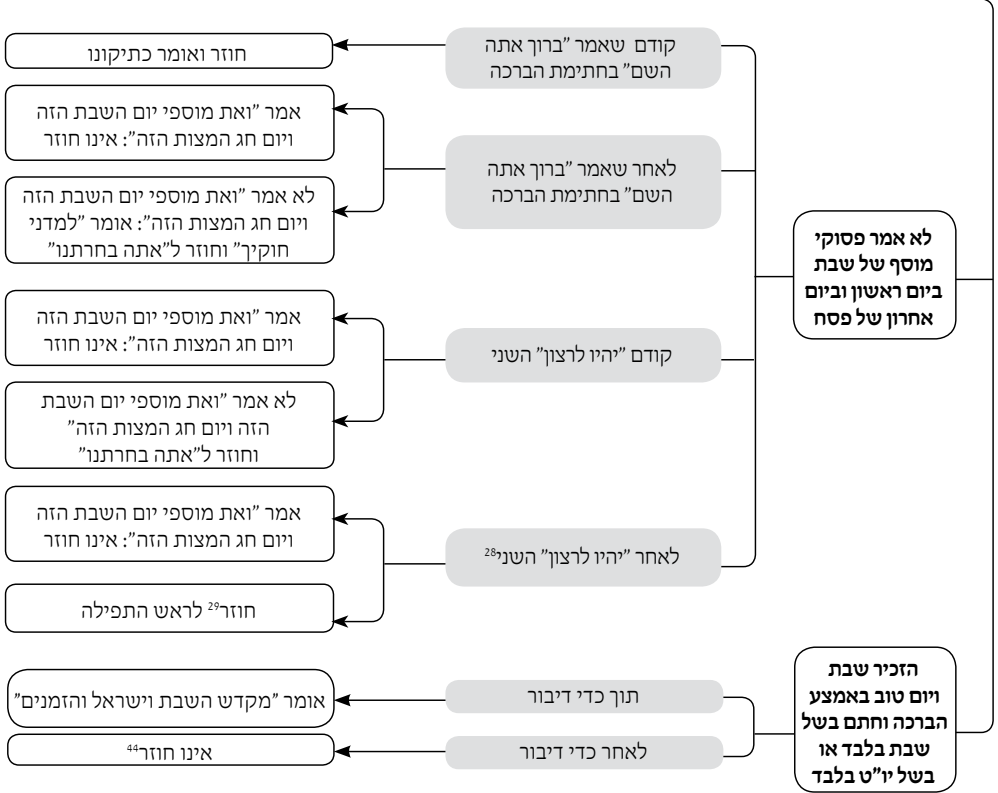 לא אמר פסוקי
מוסף של שבת
ביום ראשון וביום
אחרון של פסח
קודם שאמר "ברוך אתה
השם" בחתימת הברכה
חוזר ואומר כתיקונו
לאחר שאמר "ברוך אתה
השם" בחתימת הברכה
אמר "ואת מוספי יום השבת הזה
ויום חג המצות הזה": אינו חוזר
לא אמר "ואת מוספי יום השבת הזה
ויום חג המצות הזה": אומר "למדני
חוקיך" וחוזר ל"אתה בחרתנו"
קודם "יהיו לרצון" השני
אמר "ואת מוספי יום השבת הזה
ויום חג המצות הזה": אינו חוזר
לא אמר "ואת מוספי יום השבת
הזה ויום חג המצות הזה"
וחוזר ל"אתה בחרתנו"
לאחר "יהיו לרצון" השני28
אמר "ואת מוספי יום השבת הזה
ויום חג המצות הזה": אינו חוזר
חוזר29 לראש התפילה
הזכיר שבת
ויום טוב באמצע
הברכה וחתם בשל
שבת בלבד או
בשל יו"ט בלבד
תוך כדי דיבור
אומר "מקדש השבת וישראל והזמנים"
לאחר כדי דיבור
אינו חוזר44